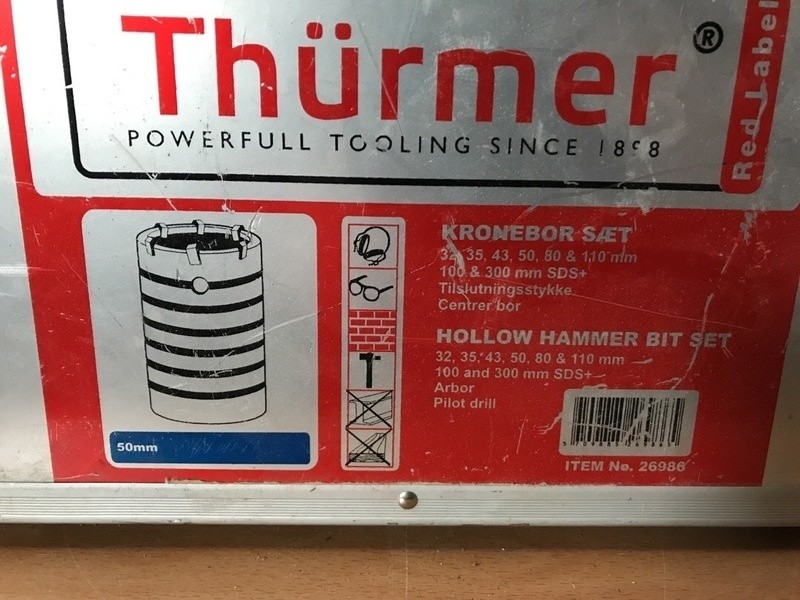 Thürmer®
POWERFULL TOOLING SINCE 1898
Red Label
KRONEBOR SÆT
32, 35, 43, 50, 80 & 110 mm
100 & 300 mm SDS+
Tilslutningsstykke
Centrer bor
HOLLOW HAMMER BIT SET
32, 35, 43, 50, 80 & 110 mm
100 and 300 mm SDS+
Arbor
Pilot drill
50mm
ITEM No. 26986